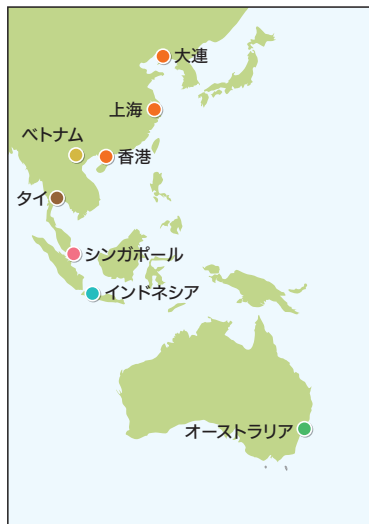 大連
上海
ベトナム
香港
タイ
シンガポール
インドネシア
オーストラリア